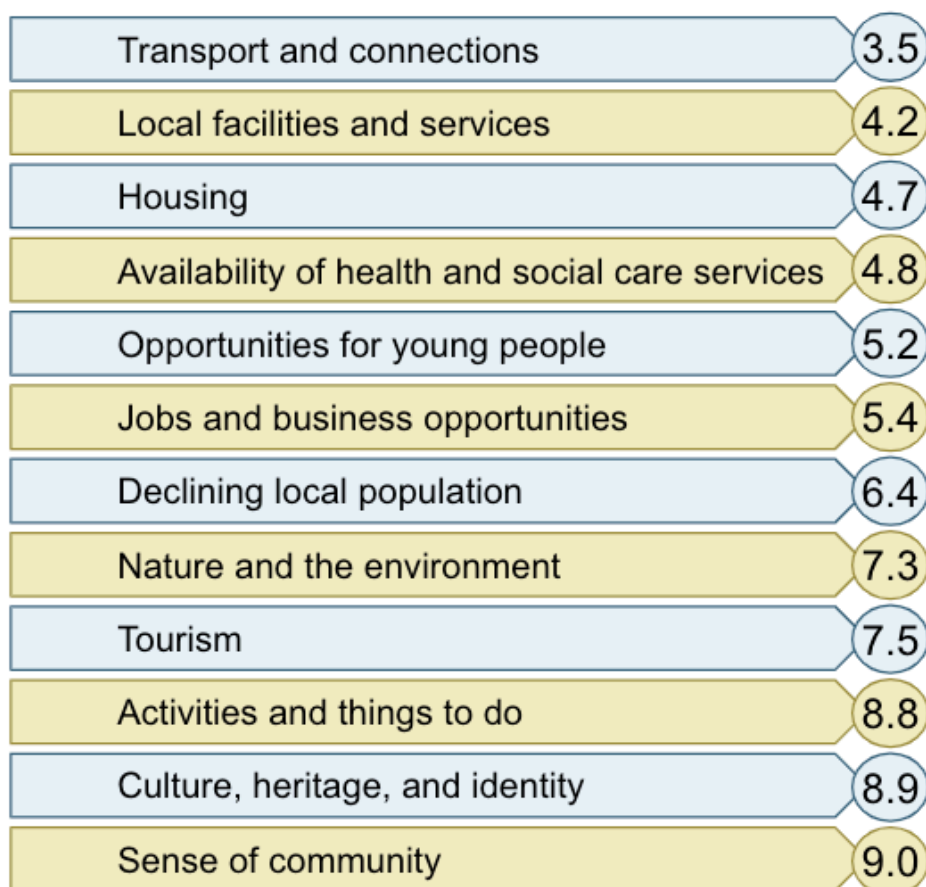 Transport and connections 3.5
Local facilities and services 4.2
Housing 4.7
Availability of health and social care services 4.8
Opportunities for young people 5.2
Jobs and business opportunities 5.4
Declining local population 6.4
Nature and the environment 7.3
Tourism 7.5
Activities and things to do 8.8
Culture, heritage, and identity 8.9
Sense of community 9.0